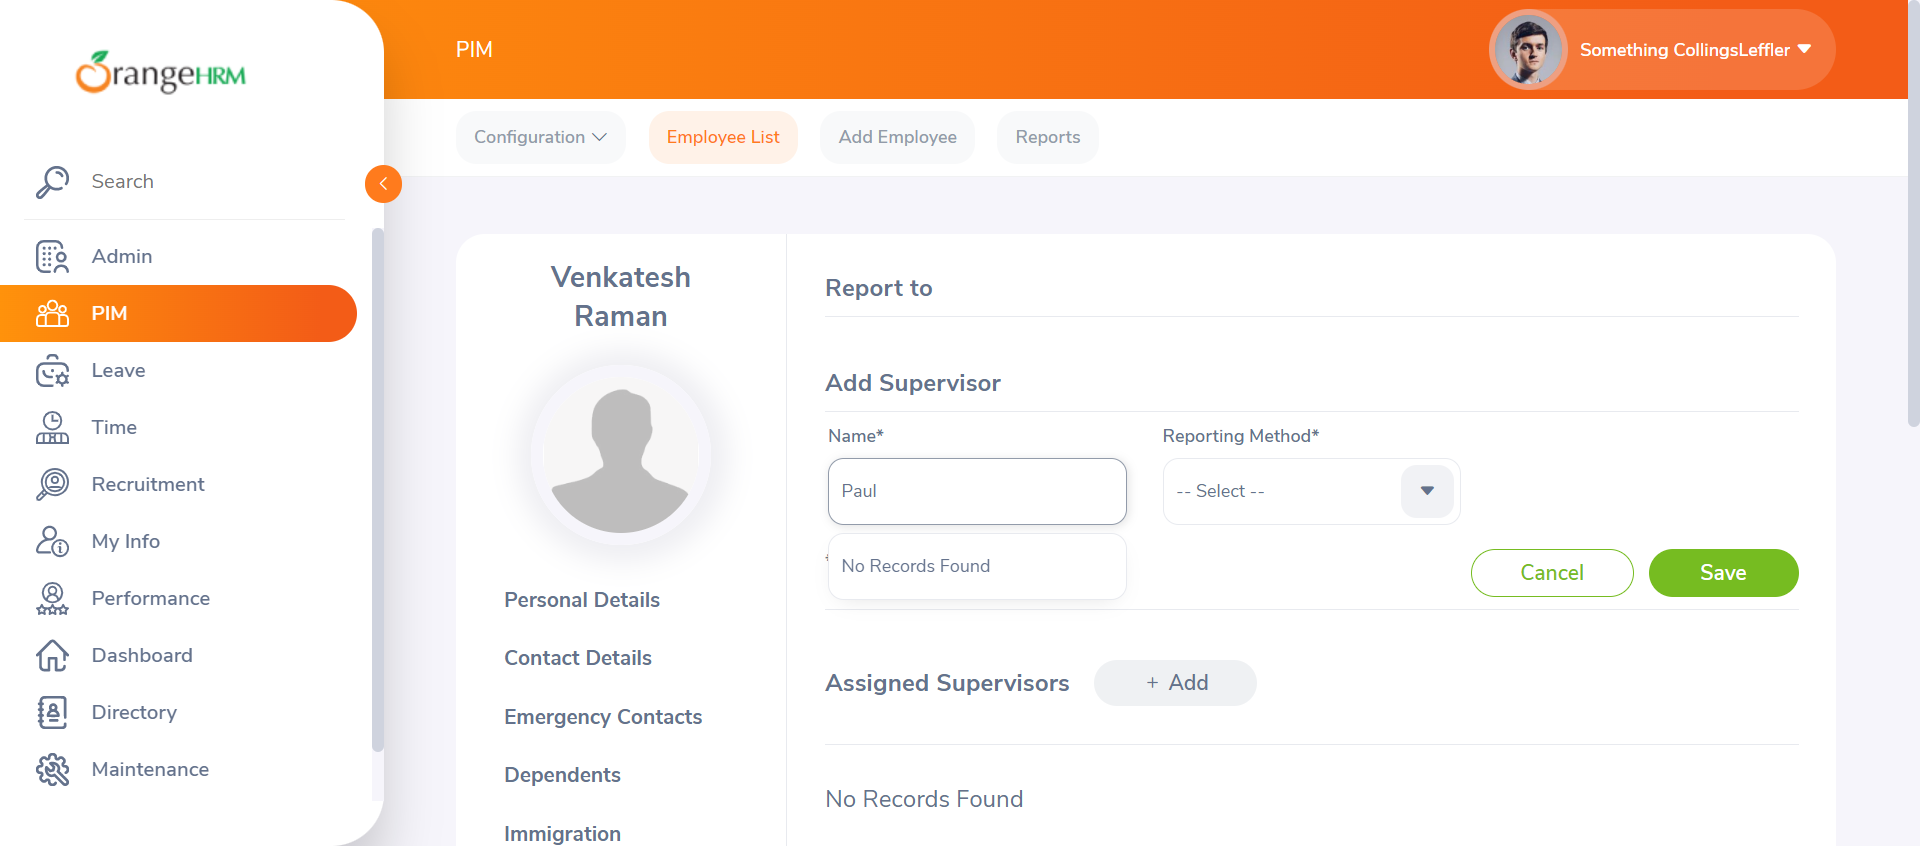 OrangeHRM
PIM
Something CollingsLeffler
Configuration
Employee List
Add Employee
Reports
Search
Admin
PIM
Leave
Time
Recruitment
My Info
Performance
Dashboard
Directory
Maintenance
Venkatesh
Raman
Personal Details
Contact Details
Emergency Contacts
Dependents
Immigration
Report to
Add Supervisor
Name*
Reporting Method*
Paul
-- Select --
No Records Found
Cancel
Save
Assigned Supervisors
+ Add
No Records Found